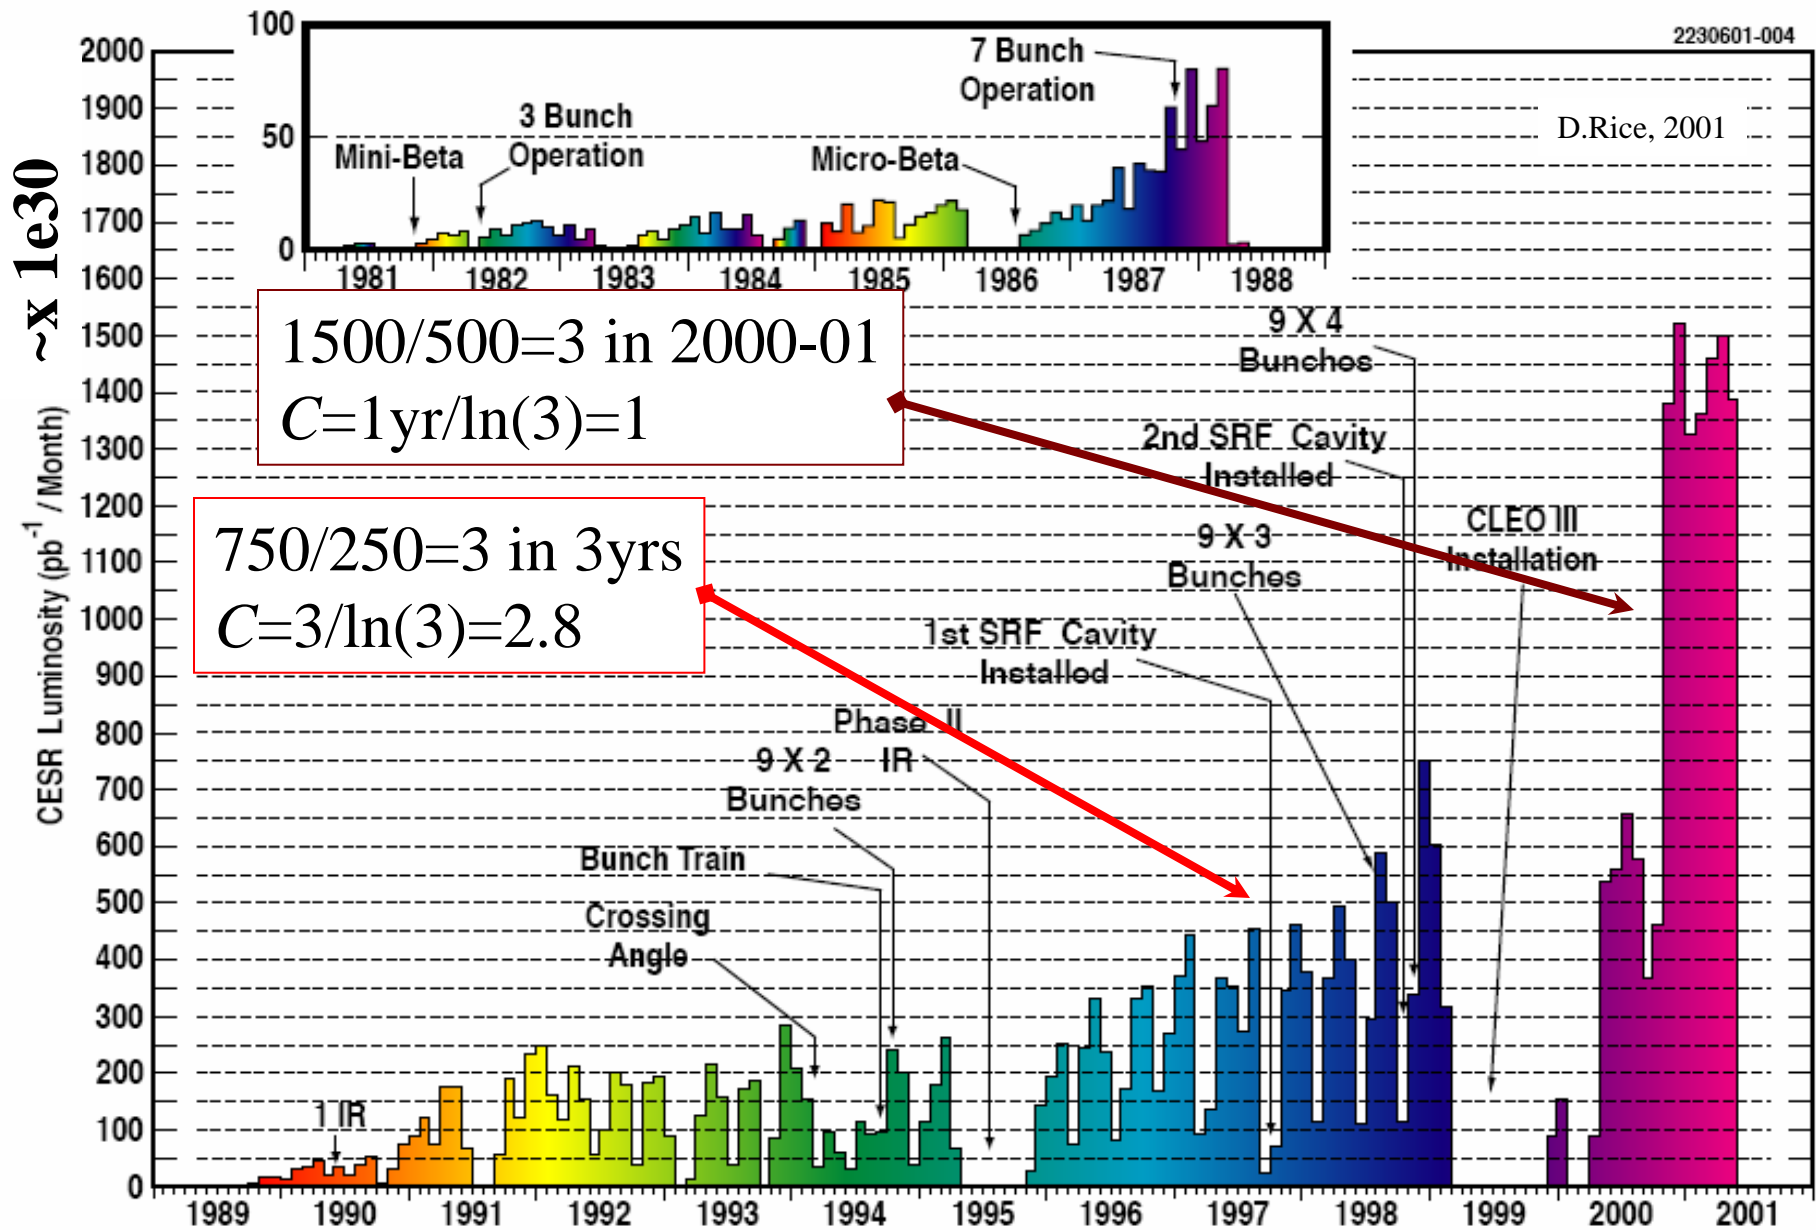 2230601-004
D.Rice, 2001
~x 1e30
CESR Luminosity (pb-1 / Month)
100
50
0
7 Bunch
Operation
3 Bunch
Operation
Mini-Beta
Micro-Beta
1981 1982 1983 1984 1985 1986 1987 1988
2000
1900
1800
1700
1600
1500
1400
1300
1200
1100
1000
900
800
700
600
500
400
300
200
100
0
1500/500=3 in 2000-01
C=1yr/ln(3)=1
750/250=3 in 3yrs
C=3/ln(3)=2.8
9 X 4
Bunches
2nd SRF Cavity
Installed
CLEO III
Installation
9 X 3
Bunches
1st SRF Cavity
Installed
Phase II
IR
9 X 2
Bunches
Bunch Train
Crossing
Angle
1 IR
1989 1990 1991 1992 1993 1994 1995 1996 1997 1998 1999 2000 2001